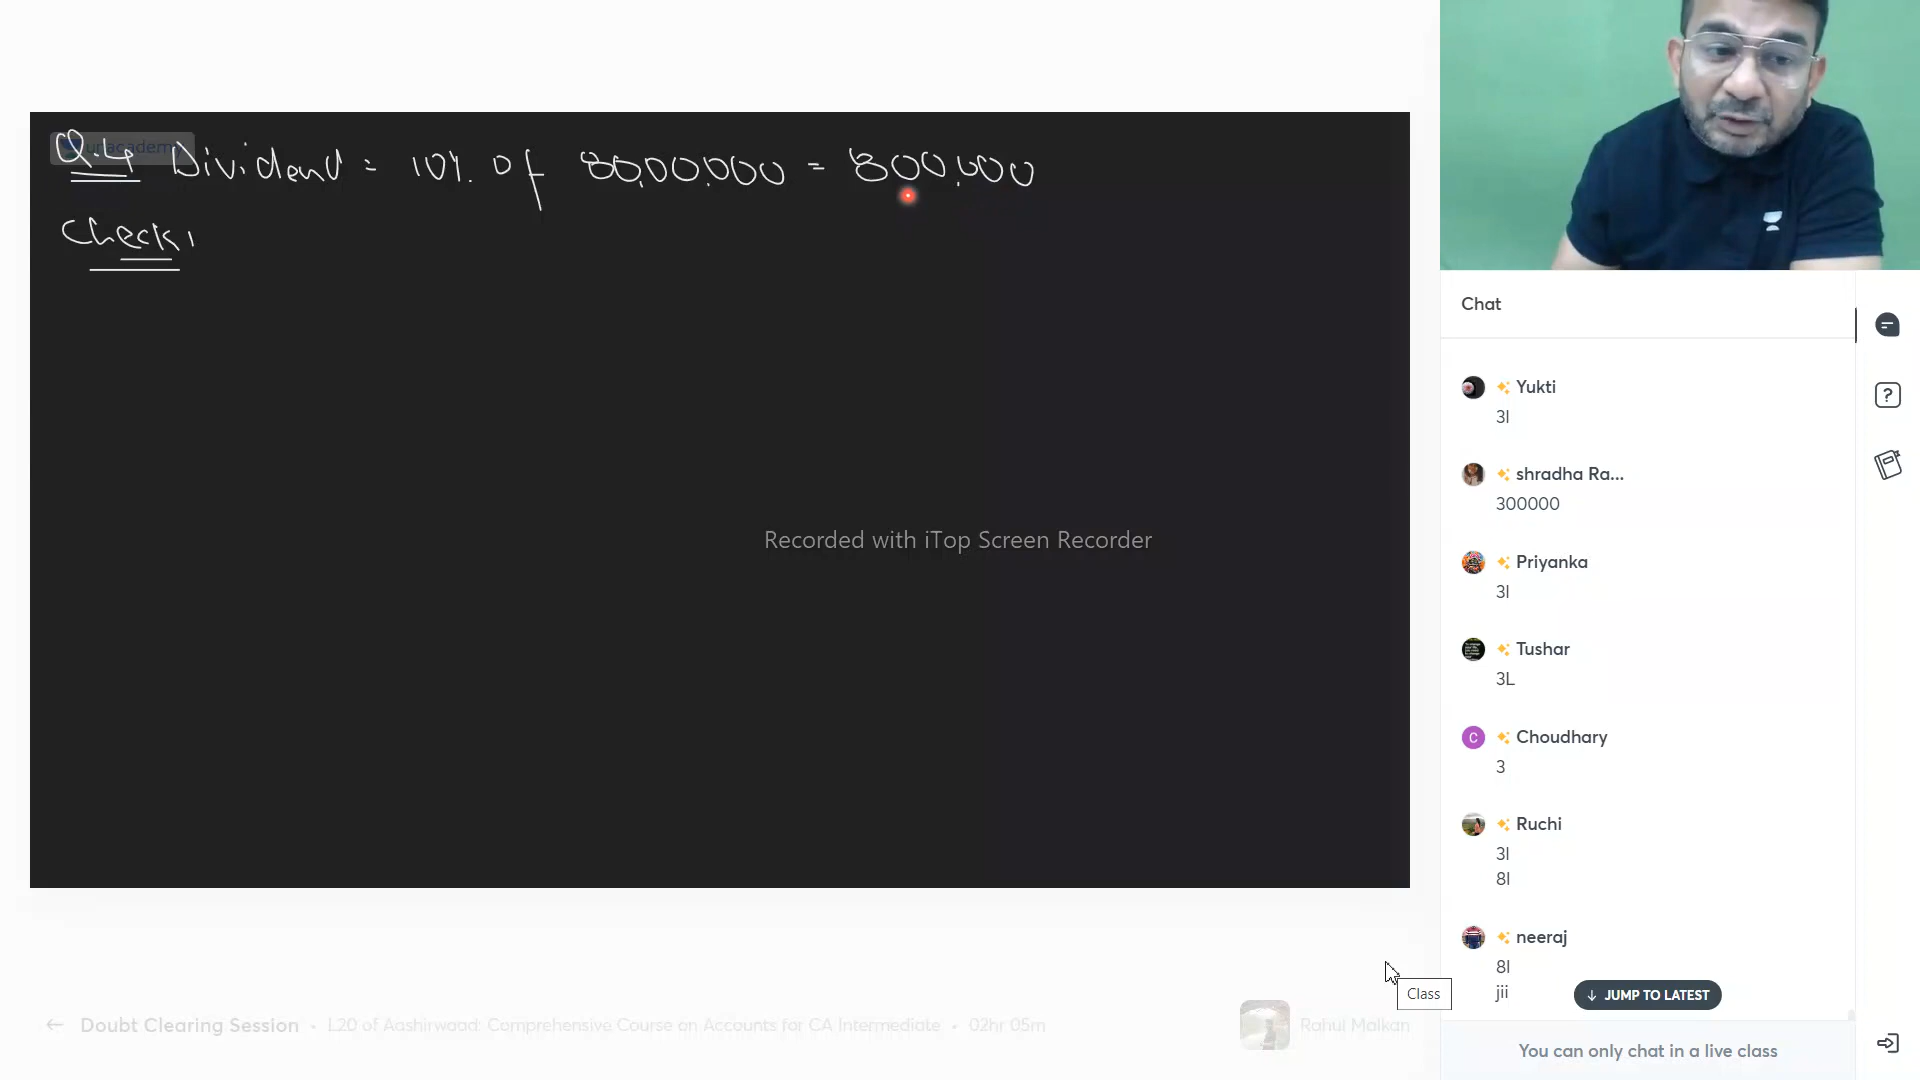 unacademy
Q.4 Dividend = 10%. of 80,00,000 = 800,000
Check:
Recorded with iTop Screen Recorder
Chat
Yukti
3l
shradha Ra...
300000
Priyanka
3l
Tushar
3L
C Choudhary
3
Ruchi
3l
8l
neeraj
8l
jii
↓ JUMP TO LATEST
You can only chat in a live class
?
Class
← Doubt Clearing Session • L20 of Aashirwaad: Comprehensive Course on Accounts for CA Intermediate • 02hr 05m
Rahul Malkan